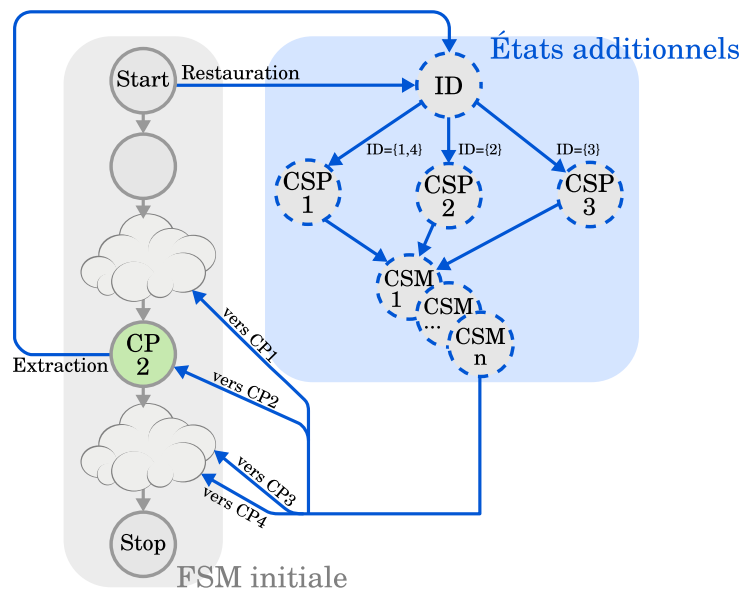 États additionnels
Start
Restauration
ID
ID={1,4}
ID={2}
ID={3}
CSP
1
CSP
2
CSP
3
CSM
1
CSM
...
CSM
n
vers CP1
CP
2
Extraction
vers CP2
vers CP3
vers CP4
Stop
FSM initiale